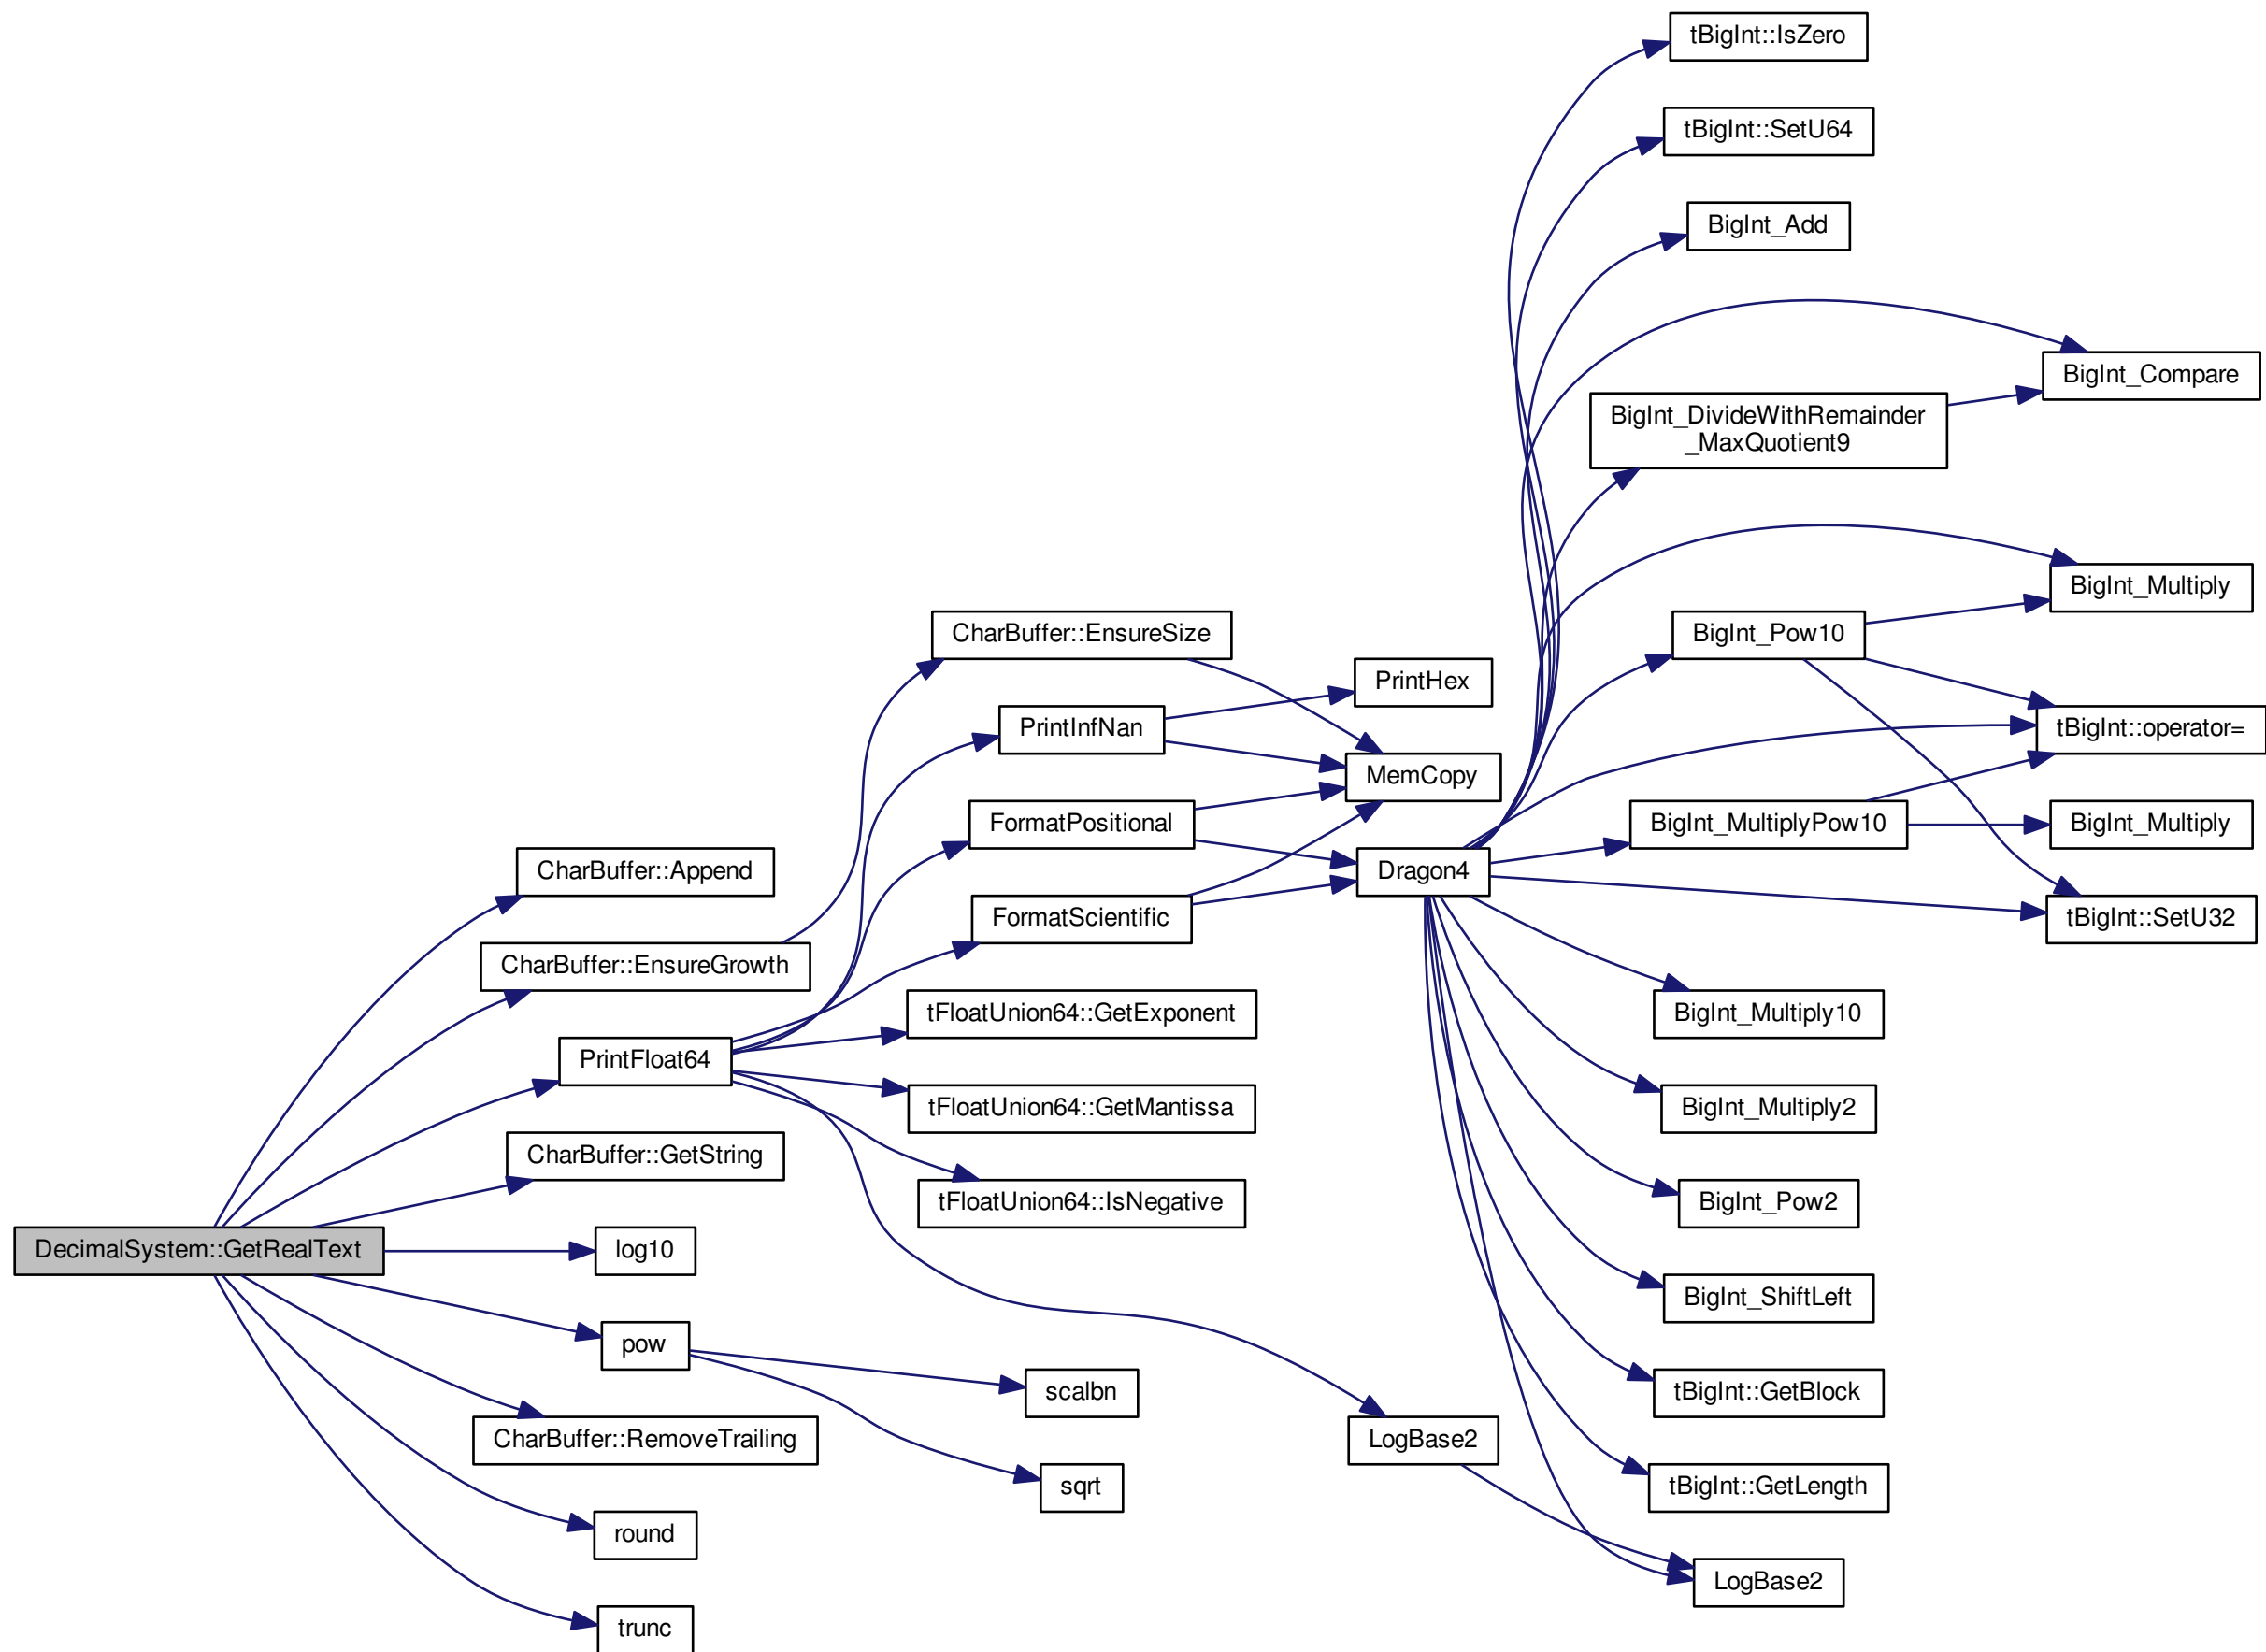 tBigInt::IsZero
tBigInt::SetU64
BigInt_Add
BigInt_Compare
BigInt_DivideWithRemainder
_MaxQuotient9
BigInt_Multiply
CharBuffer::EnsureSize
BigInt_Pow10
PrintHex
PrintInfNan
tBigInt::operator=
MemCopy
FormatPositional
BigInt_MultiplyPow10
BigInt_Multiply
CharBuffer::Append
Dragon4
FormatScientific
tBigInt::SetU32
CharBuffer::EnsureGrowth
tFloatUnion64::GetExponent
BigInt_Multiply10
PrintFloat64
tFloatUnion64::GetMantissa
BigInt_Multiply2
CharBuffer::GetString
tFloatUnion64::IsNegative
BigInt_Pow2
DecimalSystem::GetRealText
log10
BigInt_ShiftLeft
pow
scalbn
tBigInt::GetBlock
CharBuffer::RemoveTrailing
LogBase2
sqrt
tBigInt::GetLength
round
LogBase2
trunc